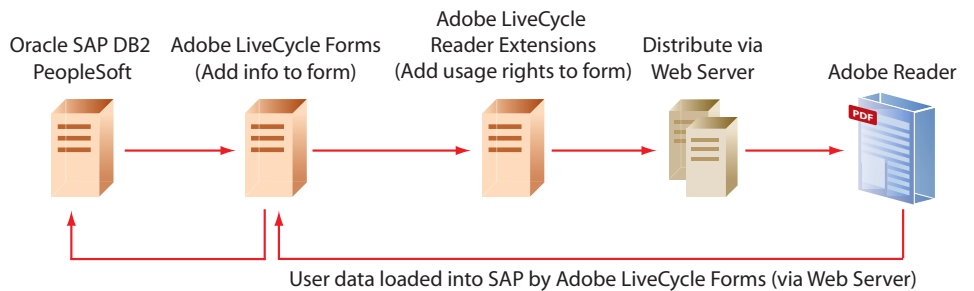 Oracle SAP DB2
PeopleSoft
Adobe LiveCycle Forms
(Add info to form)
Adobe LiveCycle
Reader Extensions
(Add usage rights to form)
Distribute via
Web Server
Adobe Reader
PDF
User data loaded into SAP by Adobe LiveCycle Forms (via Web Server)